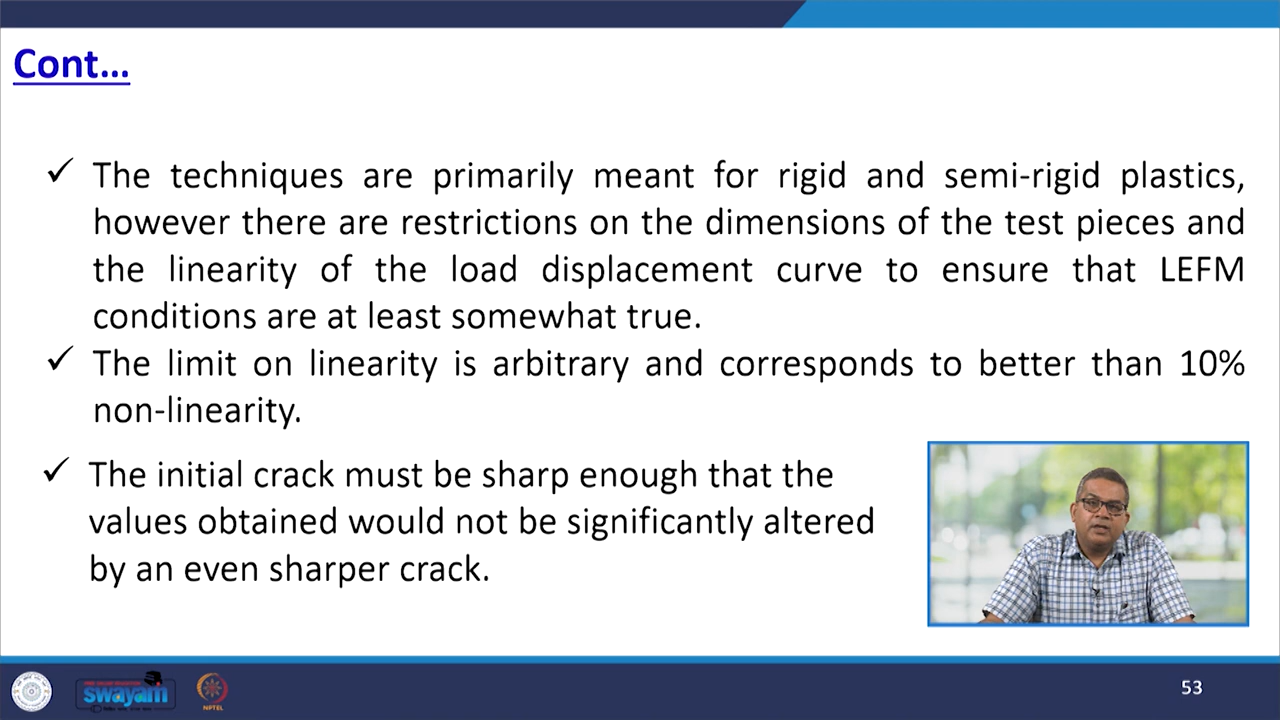 Cont...
✓ The techniques are primarily meant for rigid and semi-rigid plastics,
however there are restrictions on the dimensions of the test pieces and
the linearity of the load displacement curve to ensure that LEFM
conditions are at least somewhat true.
✓ The limit on linearity is arbitrary and corresponds to better than 10%
non-linearity.
✓ The initial crack must be sharp enough that the
values obtained would not be significantly altered
by an even sharper crack.
swayam
NPTEL
53